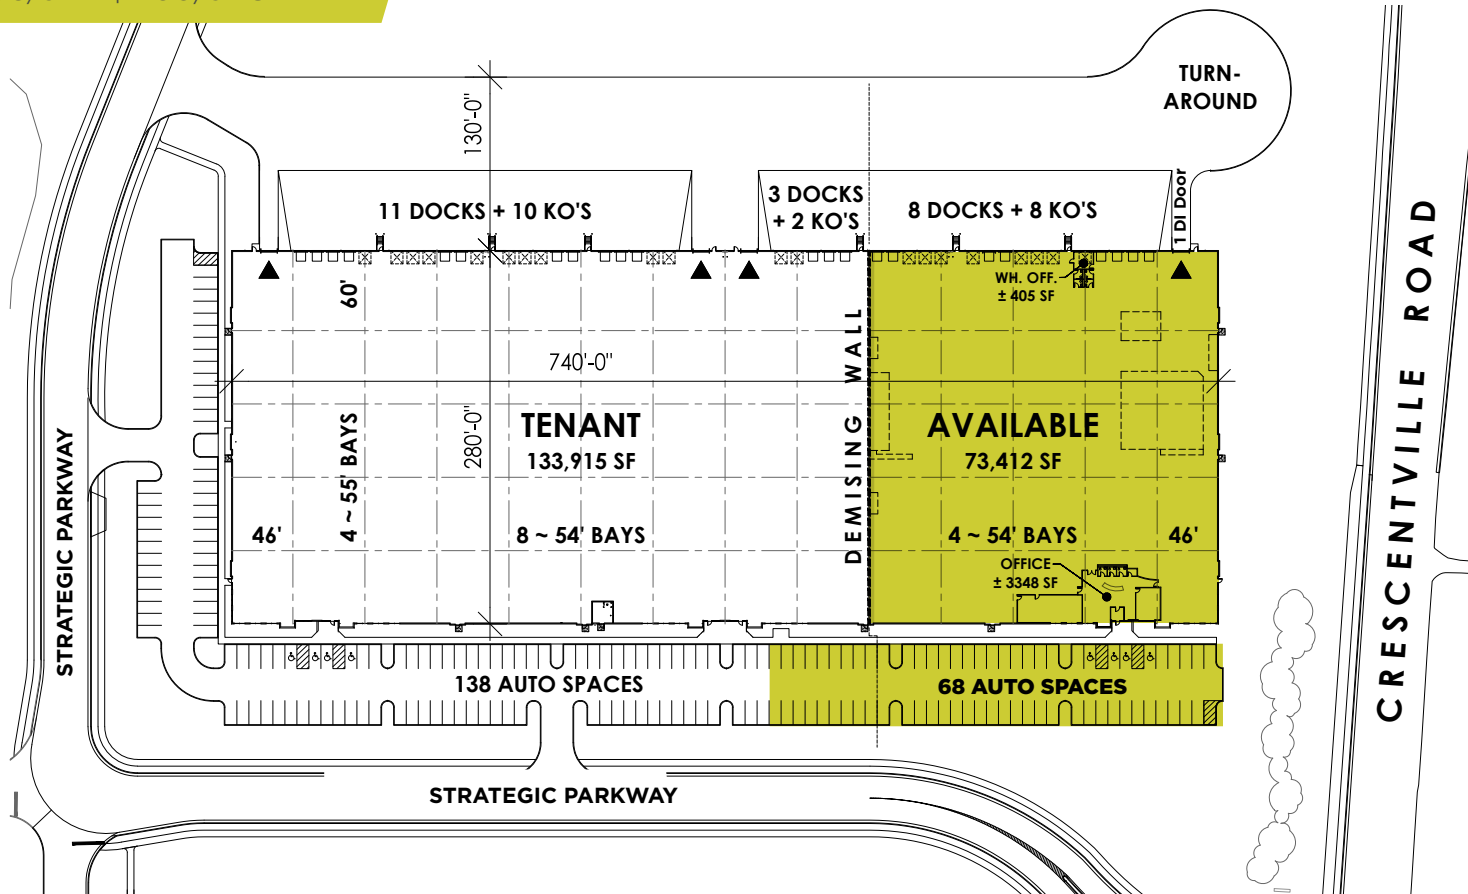 TURN-
AROUND
130'-0"
11 DOCKS + 10 KO'S
3 DOCKS
+ 2 KO'S
8 DOCKS + 8 KO'S
1 DI Door
WH. OFF.
± 405 SF
60'
740'-0"
DEMISING WALL
TENANT
133,915 SF
AVAILABLE
73,412 SF
280'-0"
4 ~ 55' BAYS
46'
8 ~ 54' BAYS
4 ~ 54' BAYS
46'
OFFICE
± 3348 SF
138 AUTO SPACES
68 AUTO SPACES
STRATEGIC PARKWAY
STRATEGIC PARKWAY
CRESCENTVILLE ROAD